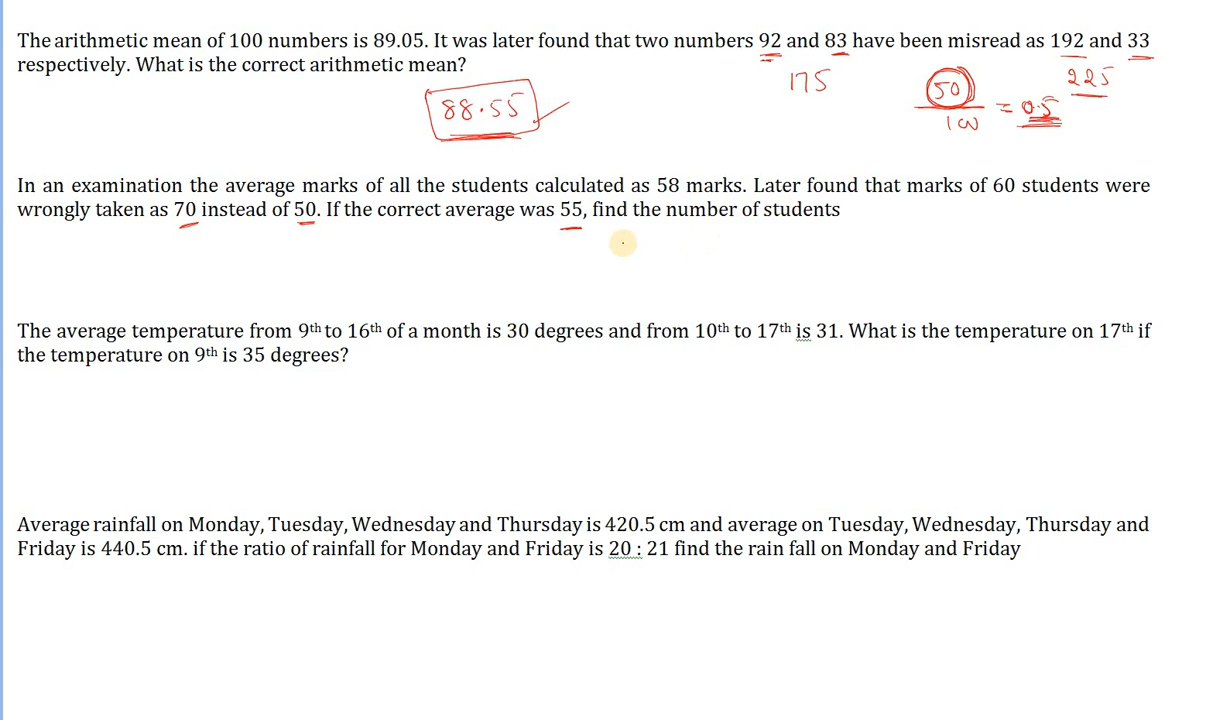 The arithmetic mean of 100 numbers is 89.05. It was later found that two numbers 92 and 83 have been misread as 192 and 33
respectively. What is the correct arithmetic mean?
175
50
100
= 0.5
225
88.55
In an examination the average marks of all the students calculated as 58 marks. Later found that marks of 60 students were
wrongly taken as 70 instead of 50. If the correct average was 55, find the number of students
The average temperature from 9th to 16th of a month is 30 degrees and from 10th to 17th is 31. What is the temperature on 17th if
the temperature on 9th is 35 degrees?
Average rainfall on Monday, Tuesday, Wednesday and Thursday is 420.5 cm and average on Tuesday, Wednesday, Thursday and
Friday is 440.5 cm. if the ratio of rainfall for Monday and Friday is 20 : 21 find the rain fall on Monday and Friday